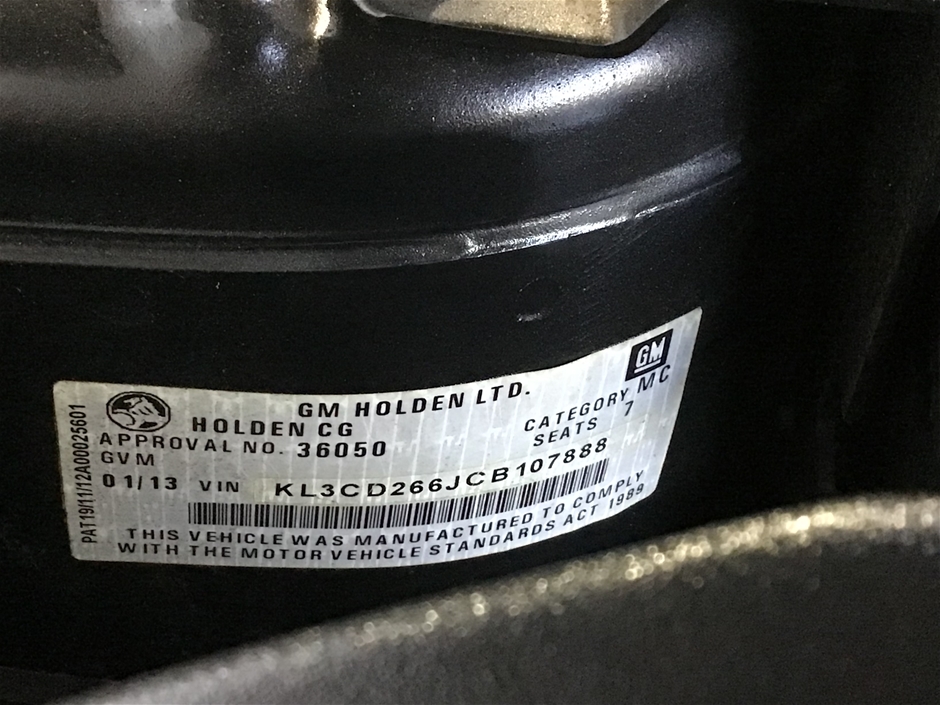 GM
GM HOLDEN LTD.
HOLDEN CG CATEGORY MC
APPROVAL NO. 36050 SEATS 7
GVM
01/13 VIN KL3CD266JCB107888
THIS VEHICLE WAS MANUFACTURED TO COMPLY
WITH THE MOTOR VEHICLE STANDARDS ACT 1989
PAT19/11/12A00025601